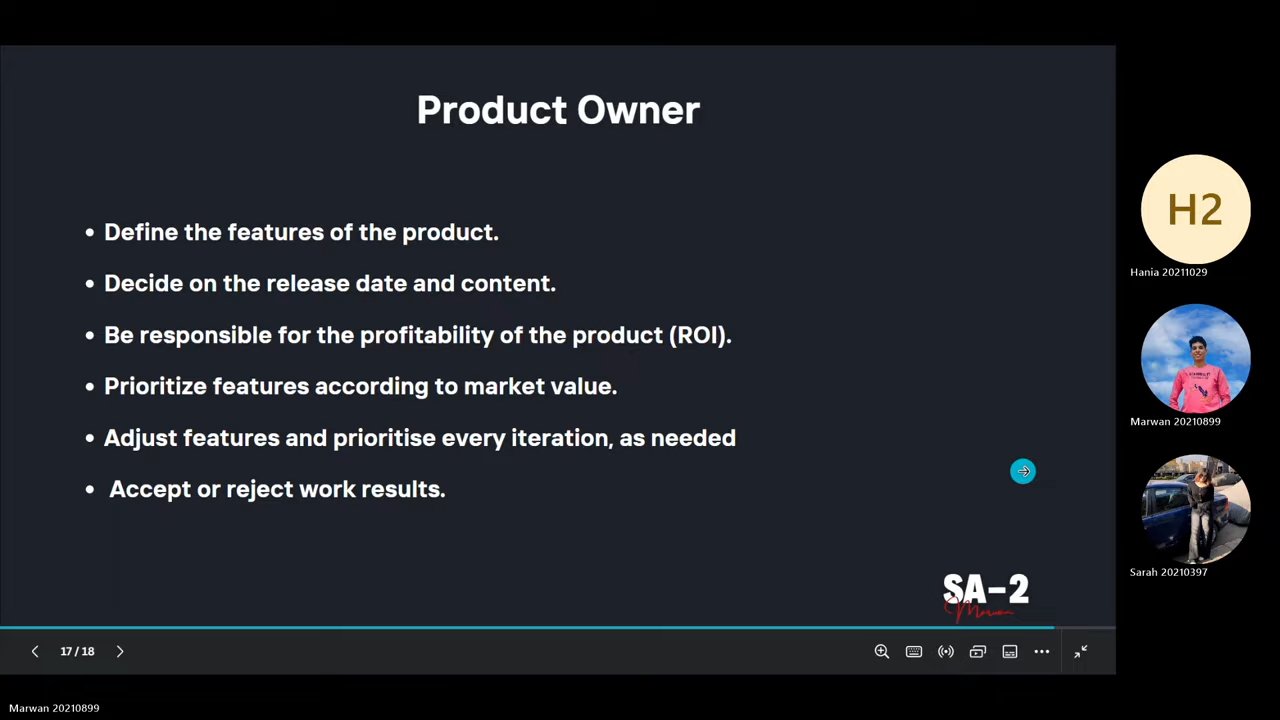 Product Owner
• Define the features of the product.
• Decide on the release date and content.
• Be responsible for the profitability of the product (ROI).
• Prioritize features according to market value.
• Adjust features and prioritise every iteration, as needed
• Accept or reject work results.
SA-2
Marwan
17 / 18
H2
Hania 20211029
Marwan 20210899
Sarah 20210397
Marwan 20210899